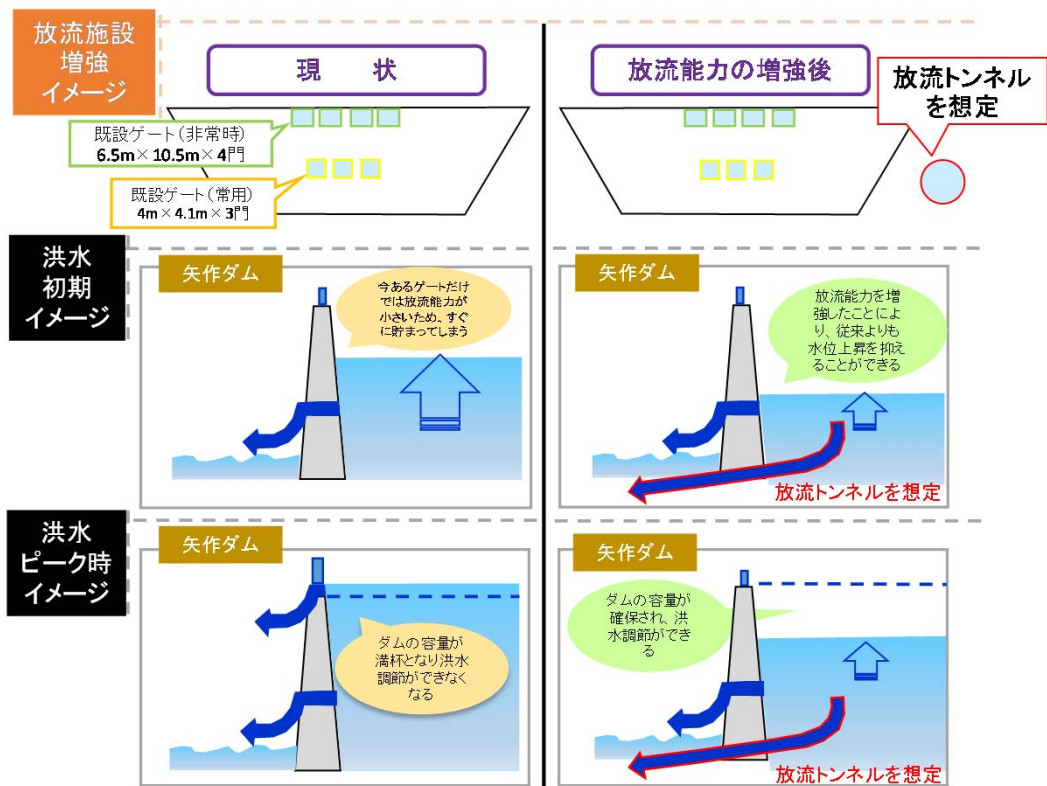 放流施設
増強
イメージ
現 状
放流能力の増強後
放流トンネル
を想定
既設ゲート(非常時)
6.5m×10.5m×4門
既設ゲート(常用)
4m×4.1m×3門
洪水
初期
イメージ
矢作ダム
今あるゲートだけ
では放流能力が
小さいため、すぐ
に貯まってしまう
矢作ダム
放流能力を増
強したことによ
り、従来よりも
水位上昇を抑え
ることができる
放流トンネルを想定
洪水
ピーク時
イメージ
矢作ダム
ダムの容量が
満杯となり洪水
調節ができなく
なる
矢作ダム
ダムの容量が
確保され、洪
水調節ができ
る
放流トンネルを想定